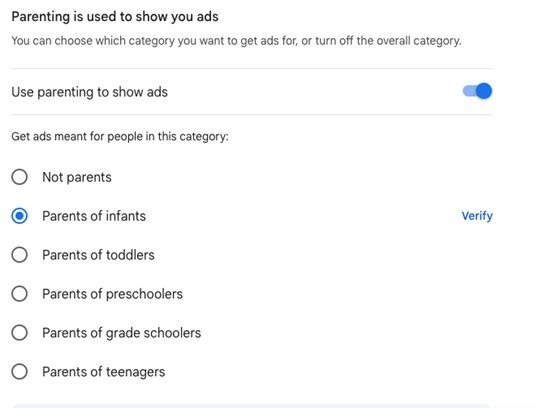 Parenting is used to show you ads
You can choose which category you want to get ads for, or turn off the overall category.
Use parenting to show ads
Get ads meant for people in this category:
Not parents
Parents of infants
Verify
Parents of toddlers
Parents of preschoolers
Parents of grade schoolers
Parents of teenagers